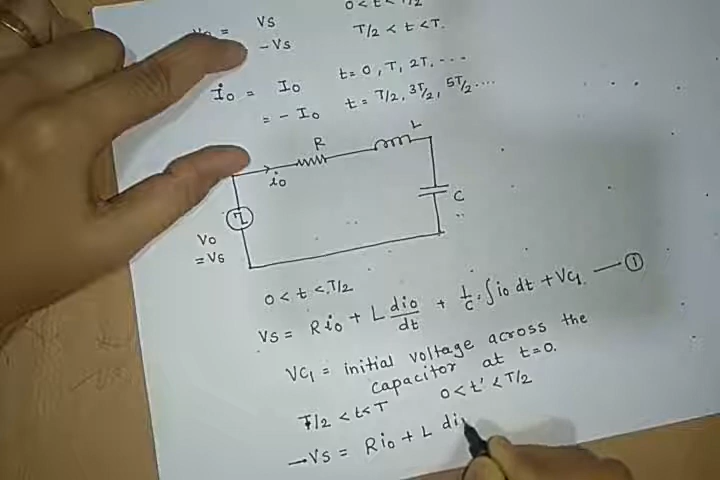 Vo = Vs 0 < t < T/2
- Vs T/2 < t < T.
io = Io t = 0, T, 2T, ....
= - Io t = T/2, 3T/2, 5T/2 ....
R L
io
C
Vo
= Vs
0 < t < T/2
Vs = R io + L dio/dt + 1/C ∫ io dt + VC1 — ①
VC1 = initial voltage across the
capacitor at t = 0.
T/2 < t < T 0 < t' < T/2
- Vs = R io + L di